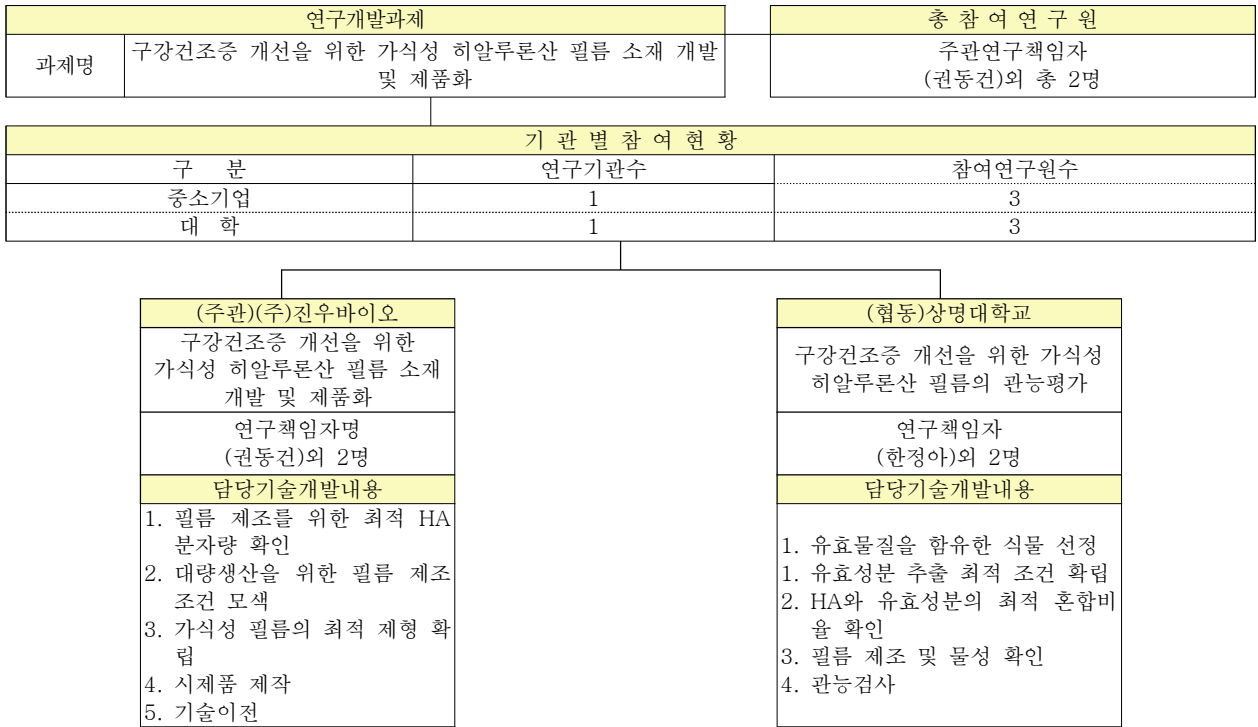 연구개발과제
총 참 여 연 구 원
과제명
구강건조증 개선을 위한 가식성 히알루론산 필름 소재 개발
및 제품화
주관연구책임자
(권동건)외 총 2명
기 관 별 참 여 현 황
구 분 연구기관수 참여연구원수
중소기업 1 3
대 학 1 3
(주관)(주)진우바이오
구강건조증 개선을 위한
가식성 히알루론산 필름 소재
개발 및 제품화
연구책임자명
(권동건)외 2명
담당기술개발내용
1. 필름 제조를 위한 최적 HA
분자량 확인
2. 대량생산을 위한 필름 제조
조건 모색
3. 가식성 필름의 최적 제형 확
립
4. 시제품 제작
5. 기술이전
(협동)상명대학교
구강건조증 개선을 위한 가식성
히알루론산 필름의 관능평가
연구책임자
(한정아)외 2명
담당기술개발내용
1. 유효물질을 함유한 식물 선정
1. 유효성분 추출 최적 조건 확립
2. HA와 유효성분의 최적 혼합비
율 확인
3. 필름 제조 및 물성 확인
4. 관능검사